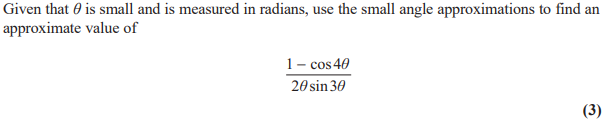 Given that θ is small and is measured in radians, use the small angle approximations to find an
approximate value of
1 − cos 4θ
2θ sin 3θ
(3)